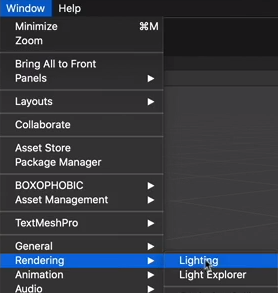 Window Help
Minimize ⌘M
Zoom
Bring All to Front
Panels
Layouts
Collaborate
Asset Store
Package Manager
BOXOPHOBIC
Asset Management
TextMeshPro
General
Rendering Lighting
Animation Light Explorer
Audio